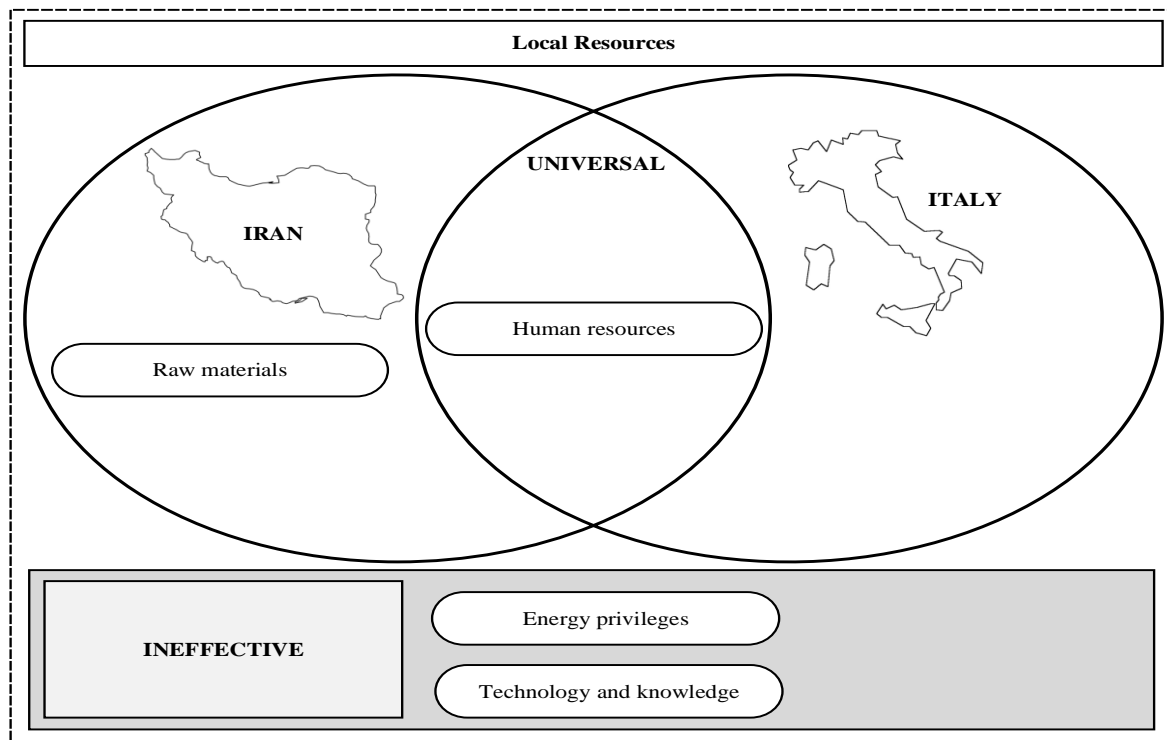 Local Resources
UNIVERSAL
ITALY
IRAN
Human resources
Raw materials
Energy privileges
INEFFECTIVE
Technology and knowledge